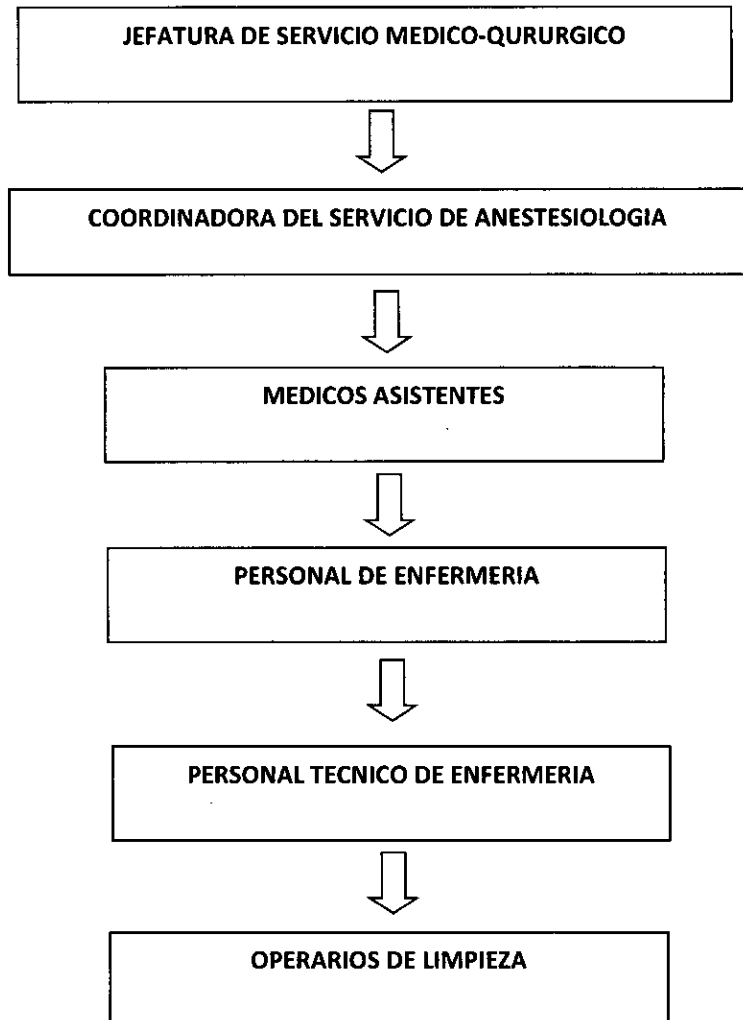 JEFATURA DE SERVICIO MEDICO-QURURGICO
COORDINADORA DEL SERVICIO DE ANESTESIOLOGIA
MEDICOS ASISTENTES
PERSONAL DE ENFERMERIA
PERSONAL TECNICO DE ENFERMERIA
OPERARIOS DE LIMPIEZA